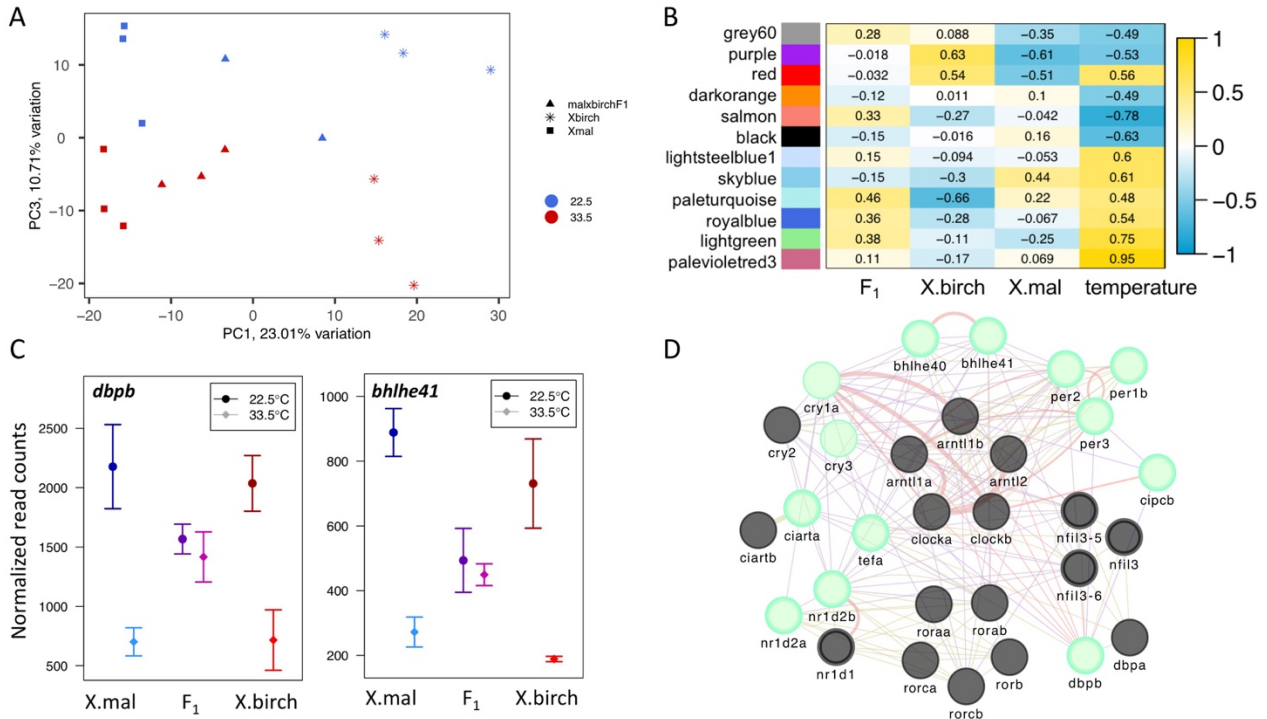 A
10
0
−10
−20
PC3, 10.71% variation
−20
−10
0
10
20
30
PC1, 23.01% variation
malxbirchF1
Xbirch
Xmal
22.5
33.5
B
grey60 0.28 0.088 −0.35 −0.49
purple −0.018 0.63 −0.61 −0.53
red −0.032 0.54 −0.51 0.56
darkorange −0.12 0.011 0.1 −0.49
salmon 0.33 −0.27 −0.042 −0.78
black −0.15 −0.016 0.16 −0.63
lightsteelblue1 0.15 −0.094 −0.053 0.6
skyblue −0.15 −0.3 0.44 0.61
paleturquoise 0.46 −0.66 0.22 0.48
royalblue 0.36 −0.28 −0.067 0.54
lightgreen 0.38 −0.11 −0.25 0.75
palevioletred3 0.11 −0.17 0.069 0.95
F1 X.birch X.mal temperature
1
0.5
0
−0.5
−1
C
Normalized read counts
dbpb
22.5°C
33.5°C
2500
2000
1500
1000
500
X.mal F1 X.birch
bhlhe41
22.5°C
33.5°C
1000
800
600
400
200
X.mal F1 X.birch
D
bhlhe40
bhlhe41
per2
per1b
cry1a
per3
arntl1b
cry2
cry3
arntl1a
arntl2
cipcb
ciarta
clocka
clockb
nfil3-5
nfil3
ciartb
tefa
nfil3-6
nr1d2b
roraa
rorab
nr1d2a
nr1d1
dbpa
rorca
rorb
dbpb
rorcb